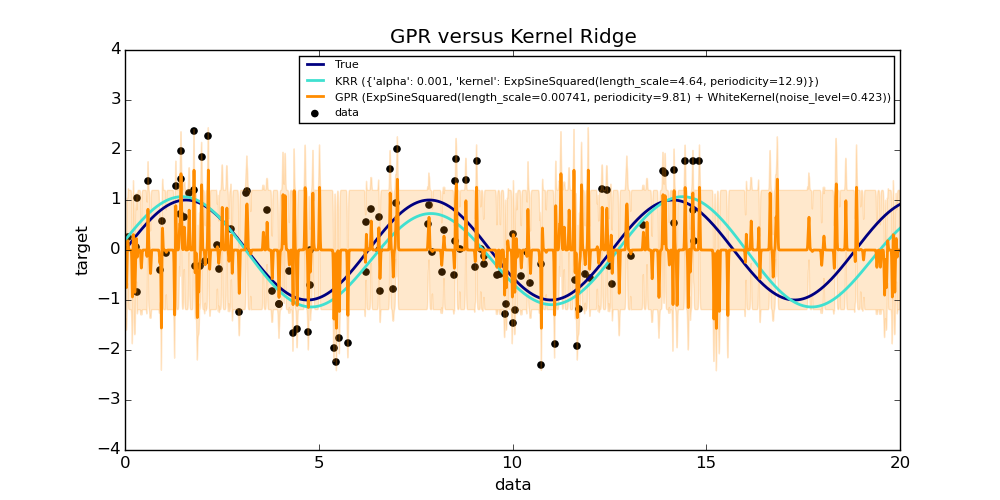 GPR versus Kernel Ridge
True
KRR ({'alpha': 0.001, 'kernel': ExpSineSquared(length_scale=4.64, periodicity=12.9)})
GPR (ExpSineSquared(length_scale=0.00741, periodicity=9.81) + WhiteKernel(noise_level=0.423))
data
4
3
2
1
0
−1
−2
−3
−4
target
0 5 10 15 20
data